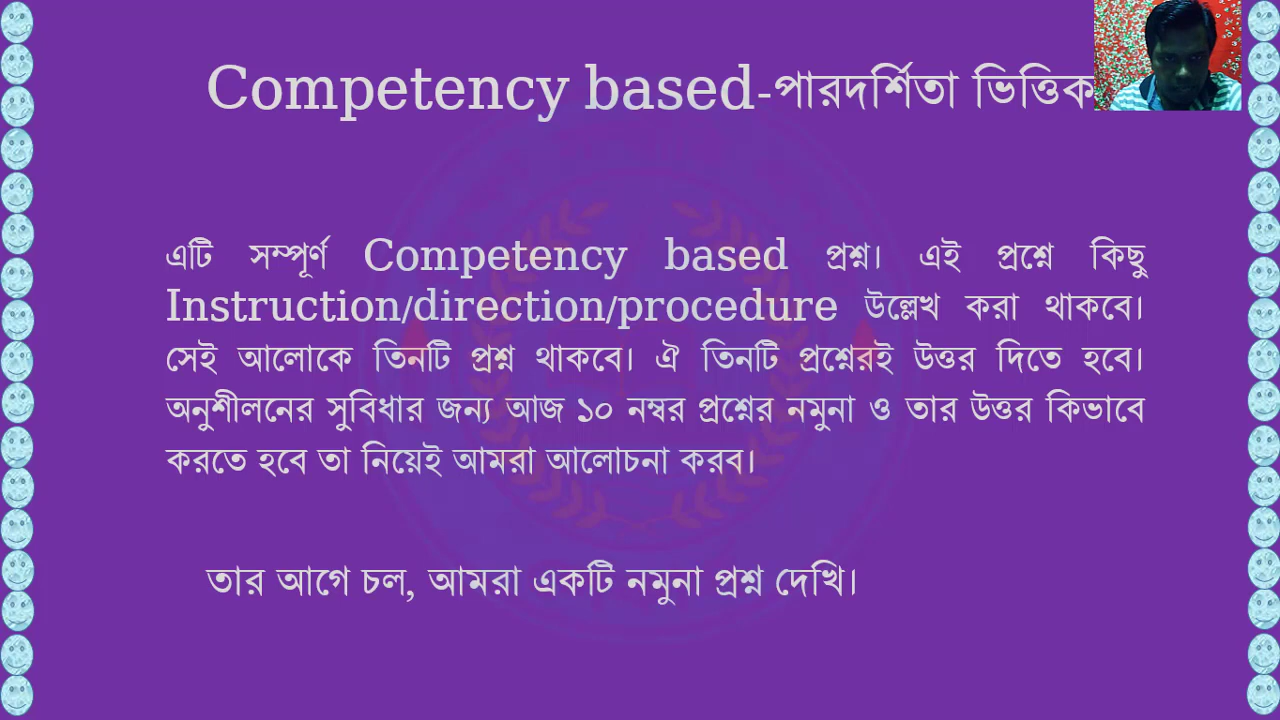 Competency based-পারদর্শিতা ভিত্তিক
এটি সম্পূর্ণ Competency based প্রশ্ন। এই প্রশ্নে কিছু
Instruction/direction/procedure উল্লেখ করা থাকবে।
সেই আলোকে তিনটি প্রশ্ন থাকবে। ঐ তিনটি প্রশ্নেরই উত্তর দিতে হবে।
অনুশীলনের সুবিধার জন্য আজ ১০ নম্বর প্রশ্নের নমুনা ও তার উত্তর কিভাবে
করতে হবে তা নিয়েই আমরা আলোচনা করব।
তার আগে চল, আমরা একটি নমুনা প্রশ্ন দেখি।